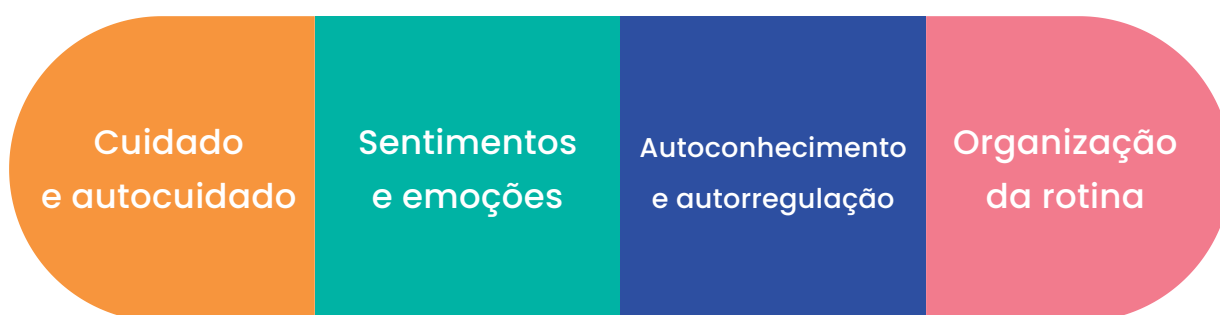 Cuidado
e autocuidado
Sentimentos
e emoções
Autoconhecimento
e autorregulação
Organização
da rotina